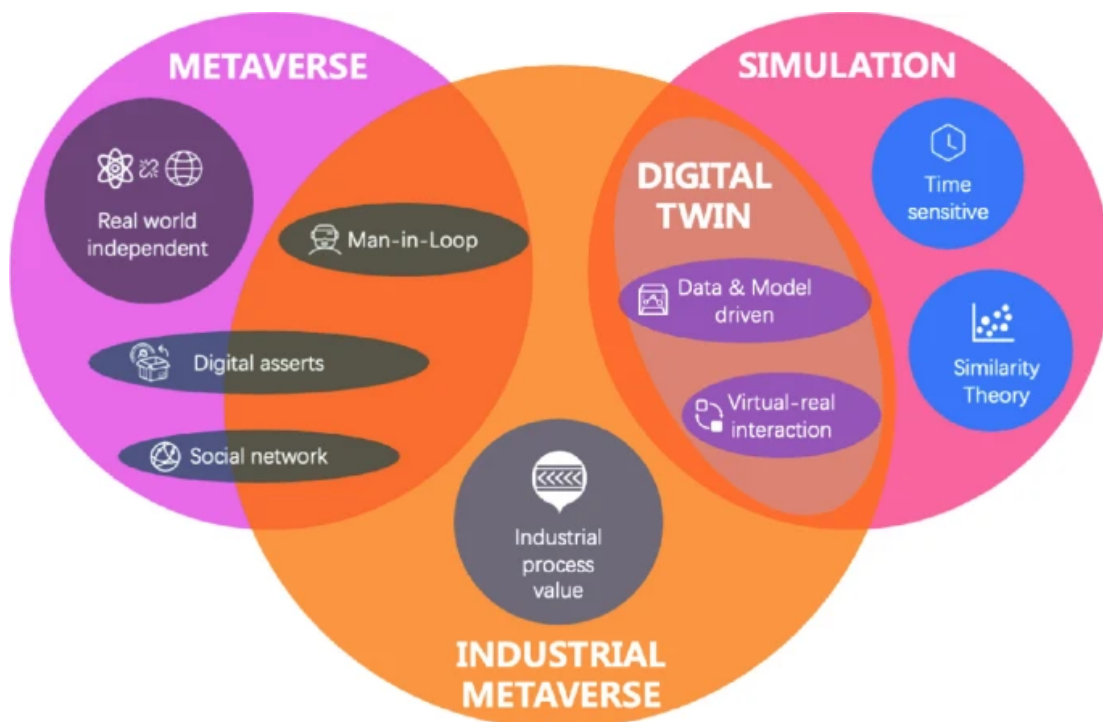 METAVERSE
Real world
independent
Man-in-Loop
Digital asserts
Social network
SIMULATION
DIGITAL
TWIN
Time
sensitive
Data & Model
driven
Similarity
Theory
Virtual-real
interaction
Industrial
process
value
INDUSTRIAL
METAVERSE